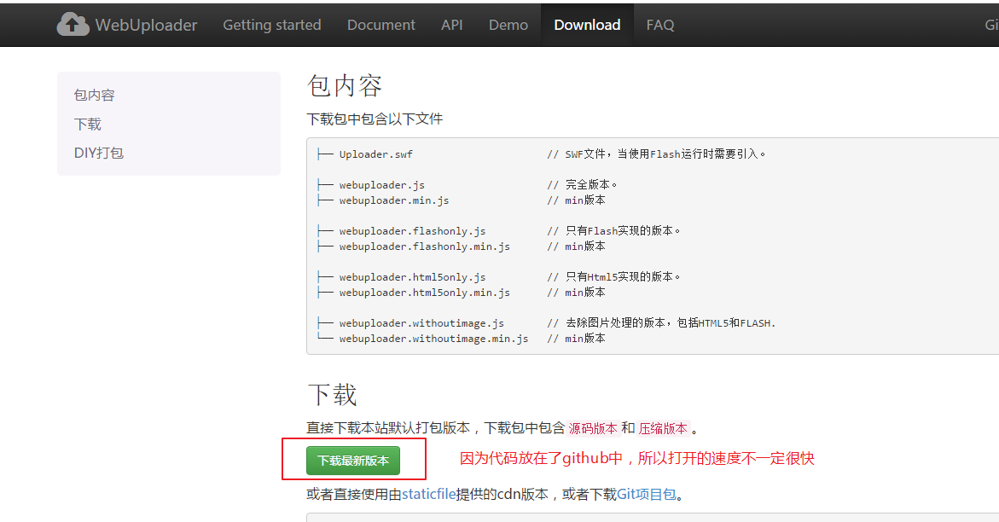 WebUploader Getting started Document API Demo Download FAQ Gi
包内容
下载
DIY打包
包内容
下载包中包含以下文件
├── Uploader.swf // SWF文件，当使用Flash运行时需要引入。
├── webuploader.js // 完全版本。
├── webuploader.min.js // min版本
├── webuploader.flashonly.js // 只有Flash实现的版本。
├── webuploader.flashonly.min.js // min版本
├── webuploader.html5only.js // 只有Html5实现的版本。
├── webuploader.html5only.min.js // min版本
├── webuploader.withoutimage.js // 去除图片处理的版本，包括HTML5和FLASH.
└── webuploader.withoutimage.min.js // min版本
下载
直接下载本站默认打包版本，下载包中包含 源码版本 和 压缩版本 。
下载最新版本 因为代码放在了github中，所以打开的速度不一定很快
或者直接使用由staticfile提供的cdn版本，或者下载Git项目包。